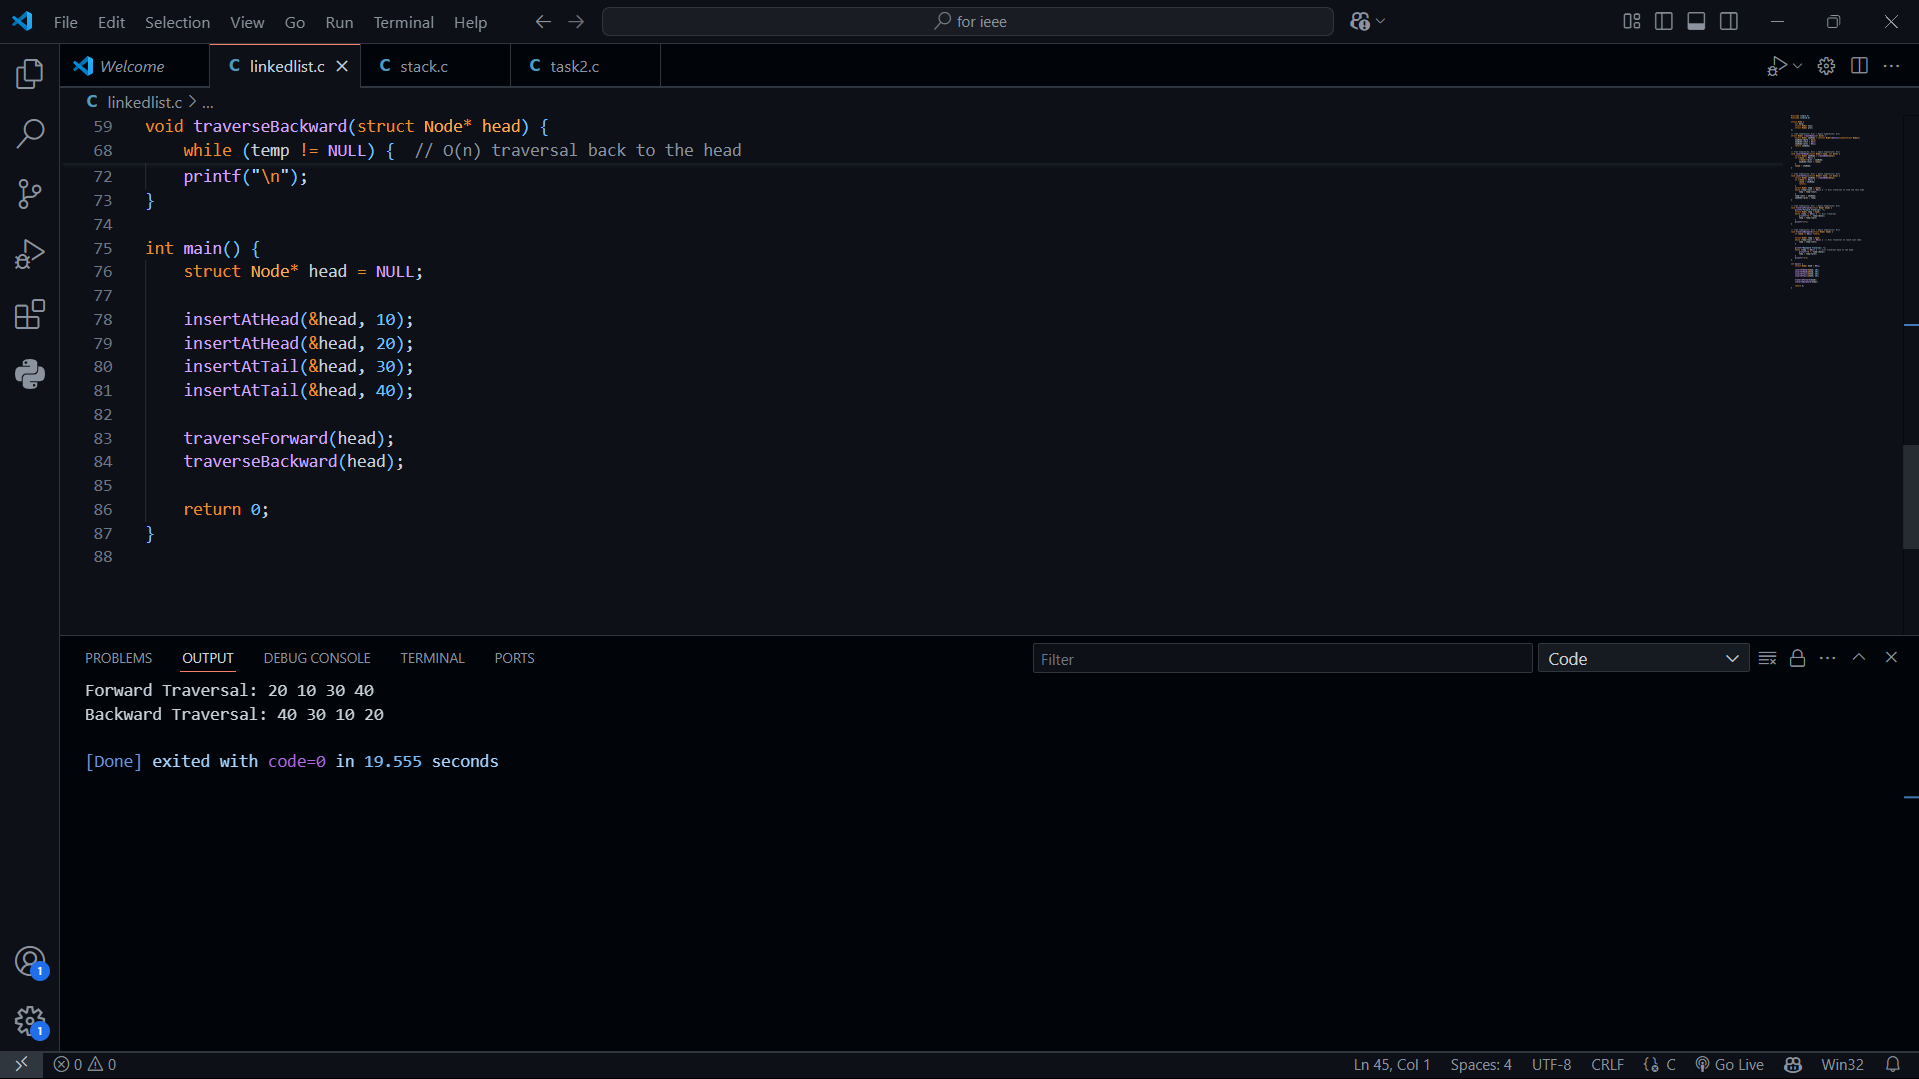 File Edit Selection View Go Run Terminal Help for ieee
Welcome linkedlist.c stack.c task2.c
linkedlist.c > ...
59 void traverseBackward(struct Node* head) {
68 while (temp != NULL) { // O(n) traversal back to the head
72 printf("\n");
73 }
74
75 int main() {
76 struct Node* head = NULL;
77
78 insertAtHead(&head, 10);
79 insertAtHead(&head, 20);
80 insertAtTail(&head, 30);
81 insertAtTail(&head, 40);
82
83 traverseForward(head);
84 traverseBackward(head);
85
86 return 0;
87 }
88
PROBLEMS OUTPUT DEBUG CONSOLE TERMINAL PORTS Filter Code
Forward Traversal: 20 10 30 40
Backward Traversal: 40 30 10 20
[Done] exited with code=0 in 19.555 seconds
1
1
0 0 Ln 45, Col 1 Spaces: 4 UTF-8 CRLF C Go Live Win32